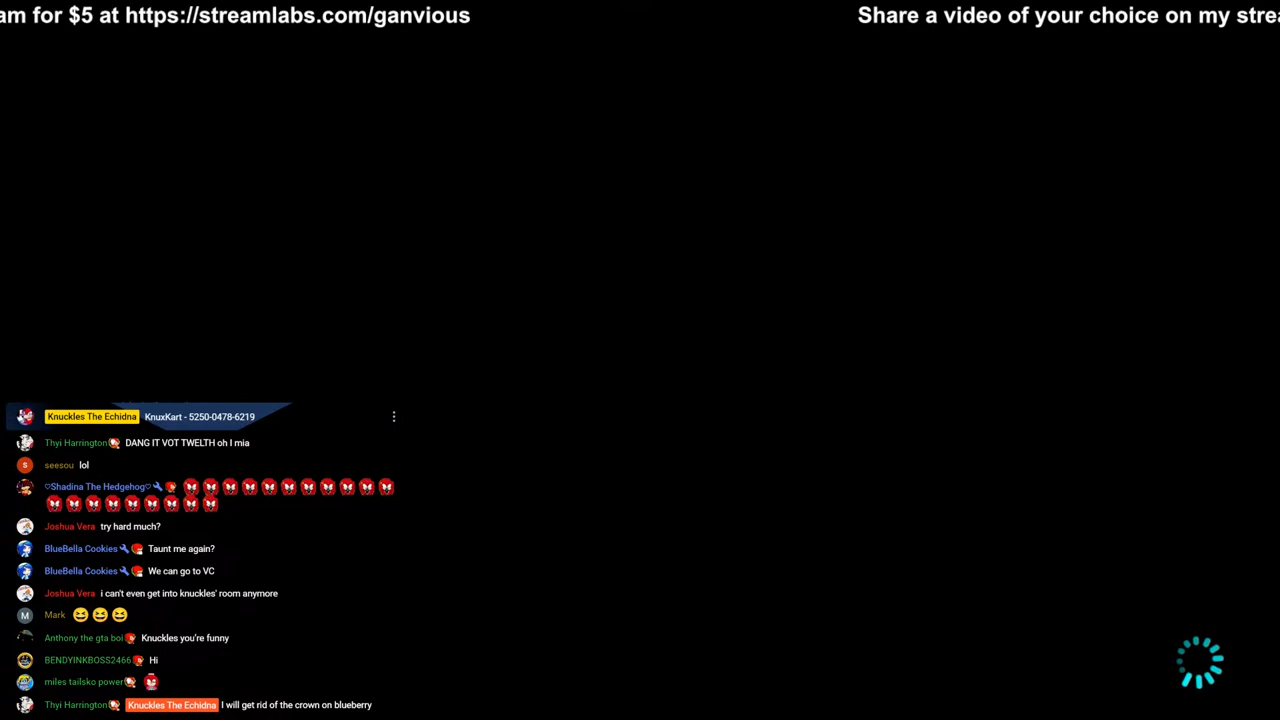 am for $5 at https://streamlabs.com/ganvious
Share a video of your choice on my strea
Knuckles The Echidna KnuxKart - 5250-0478-6219
Thyi Harrington DANG IT VOT TWELTH oh I mia
S seesou lol
♡Shadina The Hedgehog♡
Joshua Vera try hard much?
BlueBella Cookies Taunt me again?
BlueBella Cookies We can go to VC
Joshua Vera i can't even get into knuckles' room anymore
M Mark 😆 😆 😆
Anthony the gta boi Knuckles you're funny
BENDYINKBOSS2466 Hi
miles tailsko power
Thyi Harrington Knuckles The Echidna I will get rid of the crown on blueberry